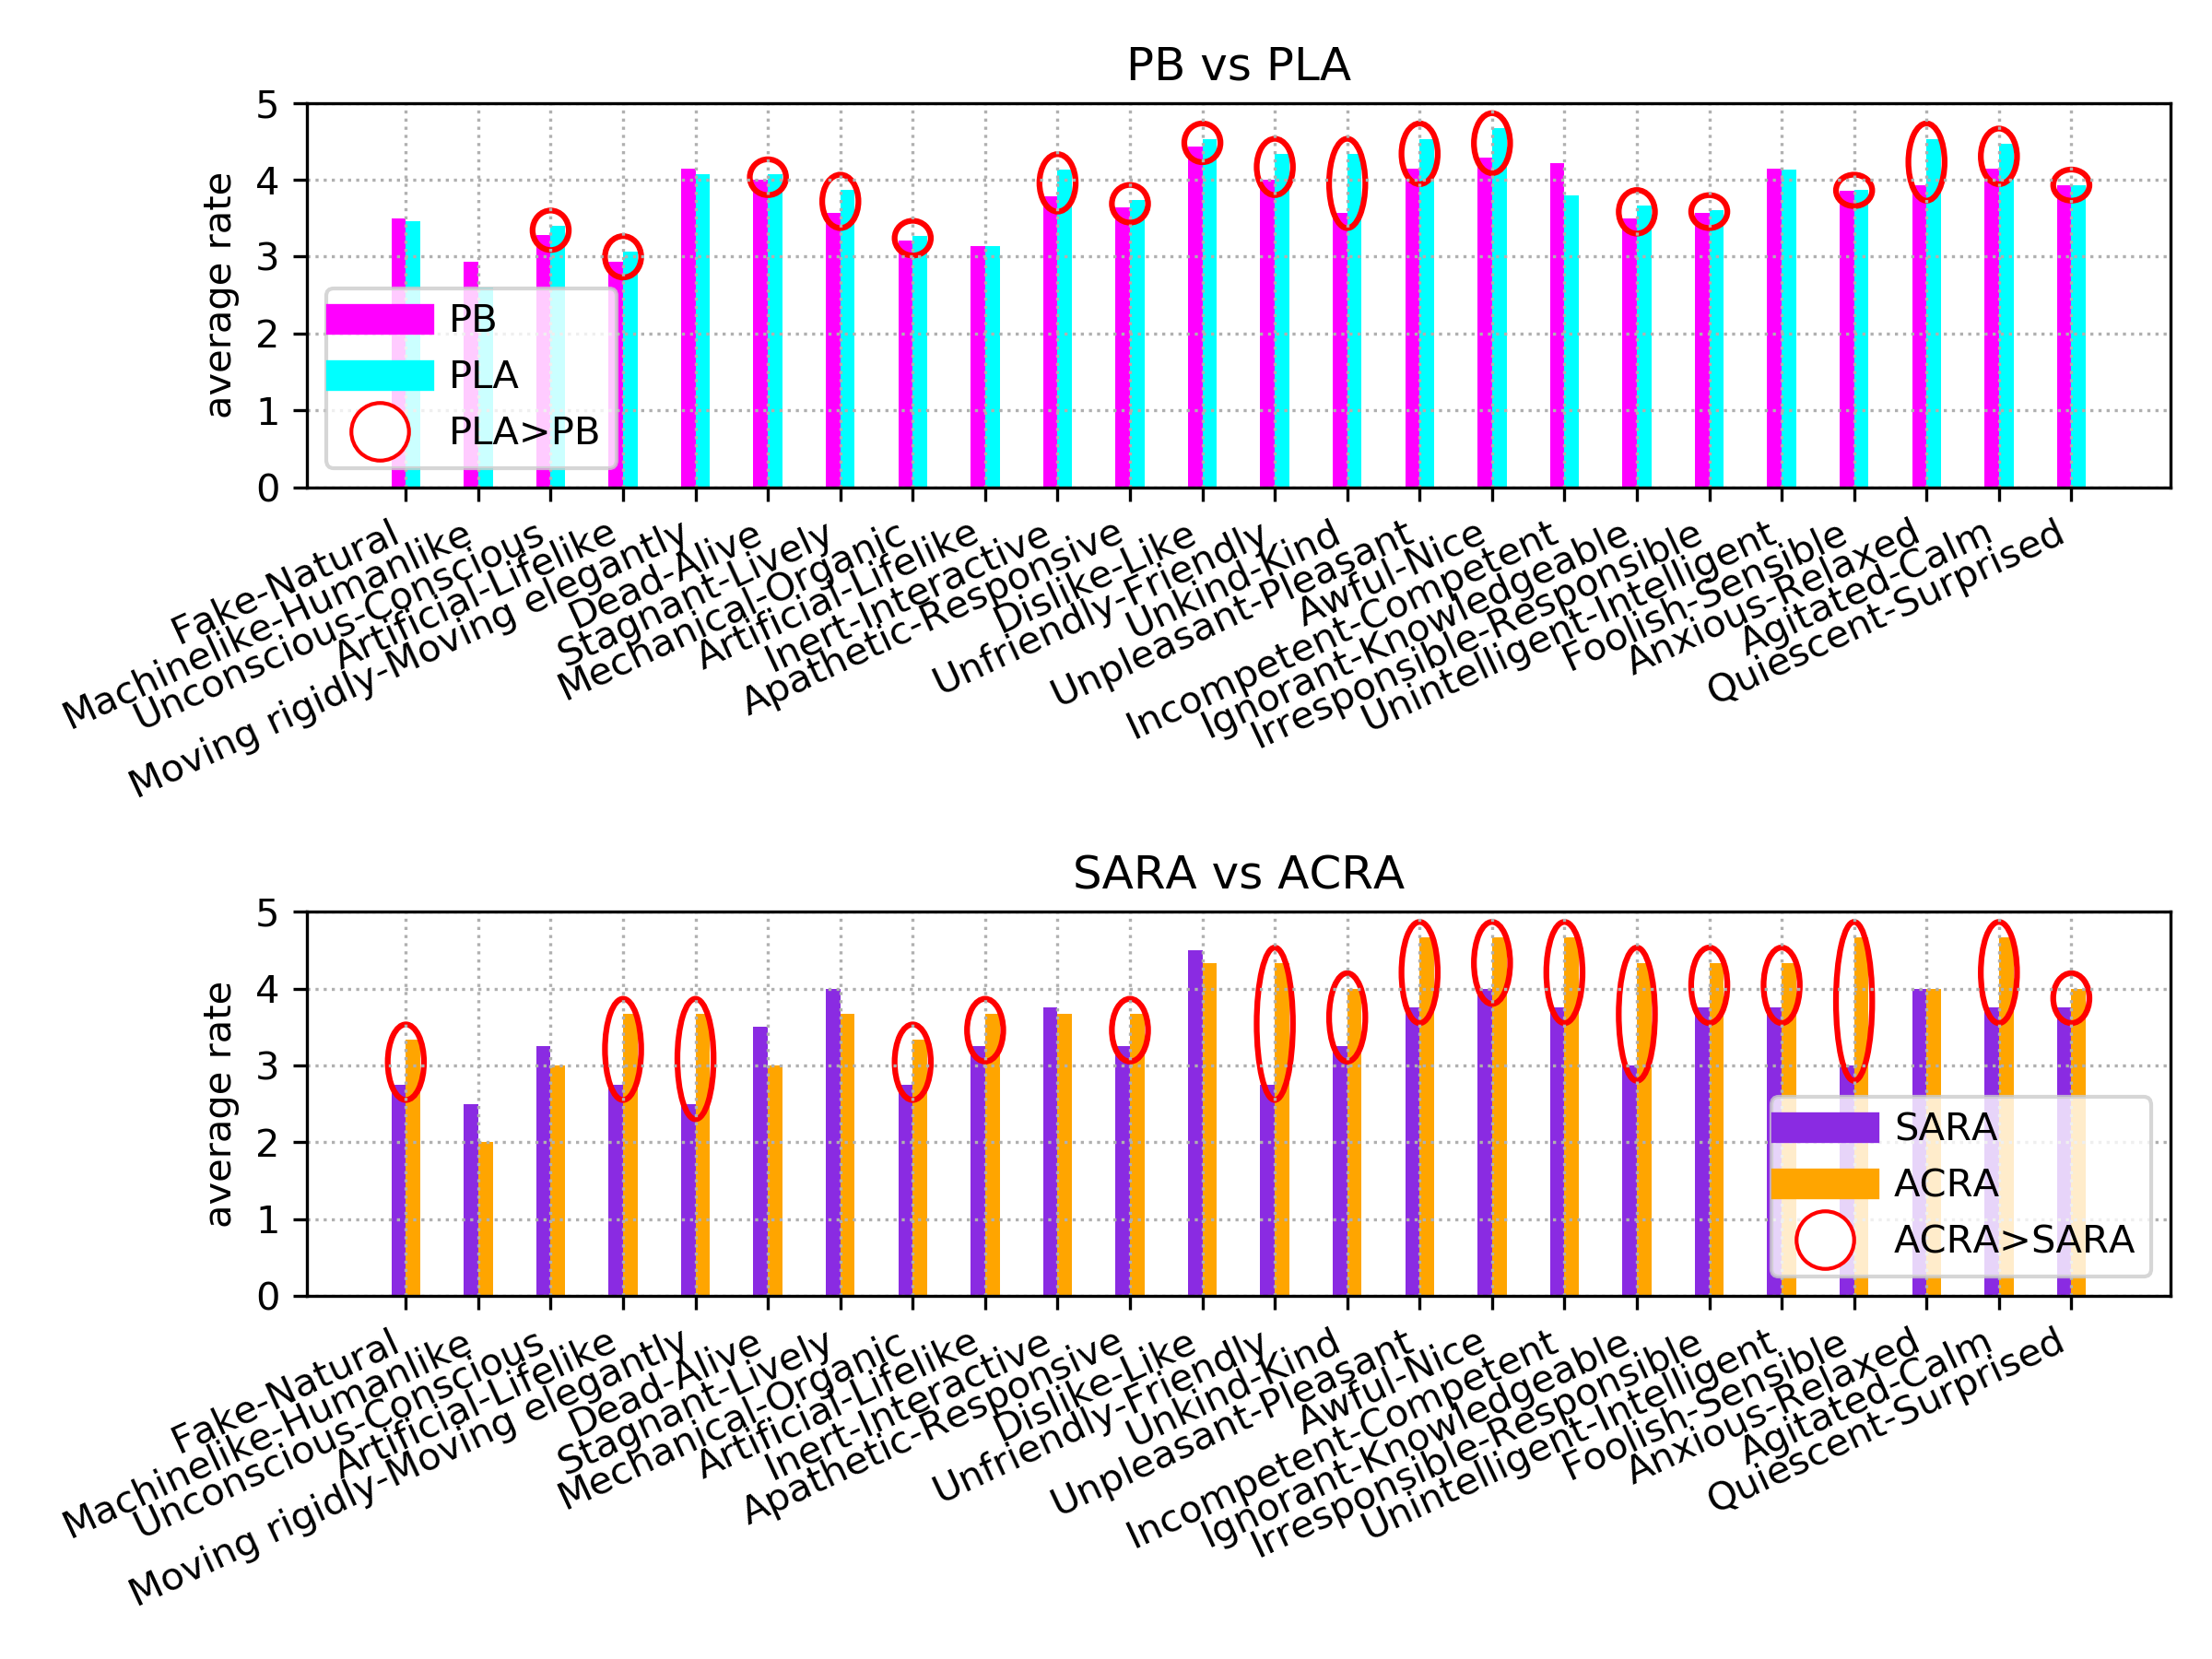 PB vs PLA
average rate
5
4
3
2
1
0
PB
PLA
PLA>PB
Fake-Natural
Machinelike-Humanlike
Unconscious-Conscious
Artificial-Lifelike
Moving rigidly-Moving elegantly
Dead-Alive
Stagnant-Lively
Mechanical-Organic
Artificial-Lifelike
Inert-Interactive
Apathetic-Responsive
Dislike-Like
Unfriendly-Friendly
Unkind-Kind
Unpleasant-Pleasant
Awful-Nice
Incompetent-Competent
Ignorant-Knowledgeable
Irresponsible-Responsible
Unintelligent-Intelligent
Foolish-Sensible
Anxious-Relaxed
Agitated-Calm
Quiescent-Surprised
SARA vs ACRA
average rate
5
4
3
2
1
0
SARA
ACRA
ACRA>SARA
Fake-Natural
Machinelike-Humanlike
Unconscious-Conscious
Artificial-Lifelike
Moving rigidly-Moving elegantly
Dead-Alive
Stagnant-Lively
Mechanical-Organic
Artificial-Lifelike
Inert-Interactive
Apathetic-Responsive
Dislike-Like
Unfriendly-Friendly
Unkind-Kind
Unpleasant-Pleasant
Awful-Nice
Incompetent-Competent
Ignorant-Knowledgeable
Irresponsible-Responsible
Unintelligent-Intelligent
Foolish-Sensible
Anxious-Relaxed
Agitated-Calm
Quiescent-Surprised